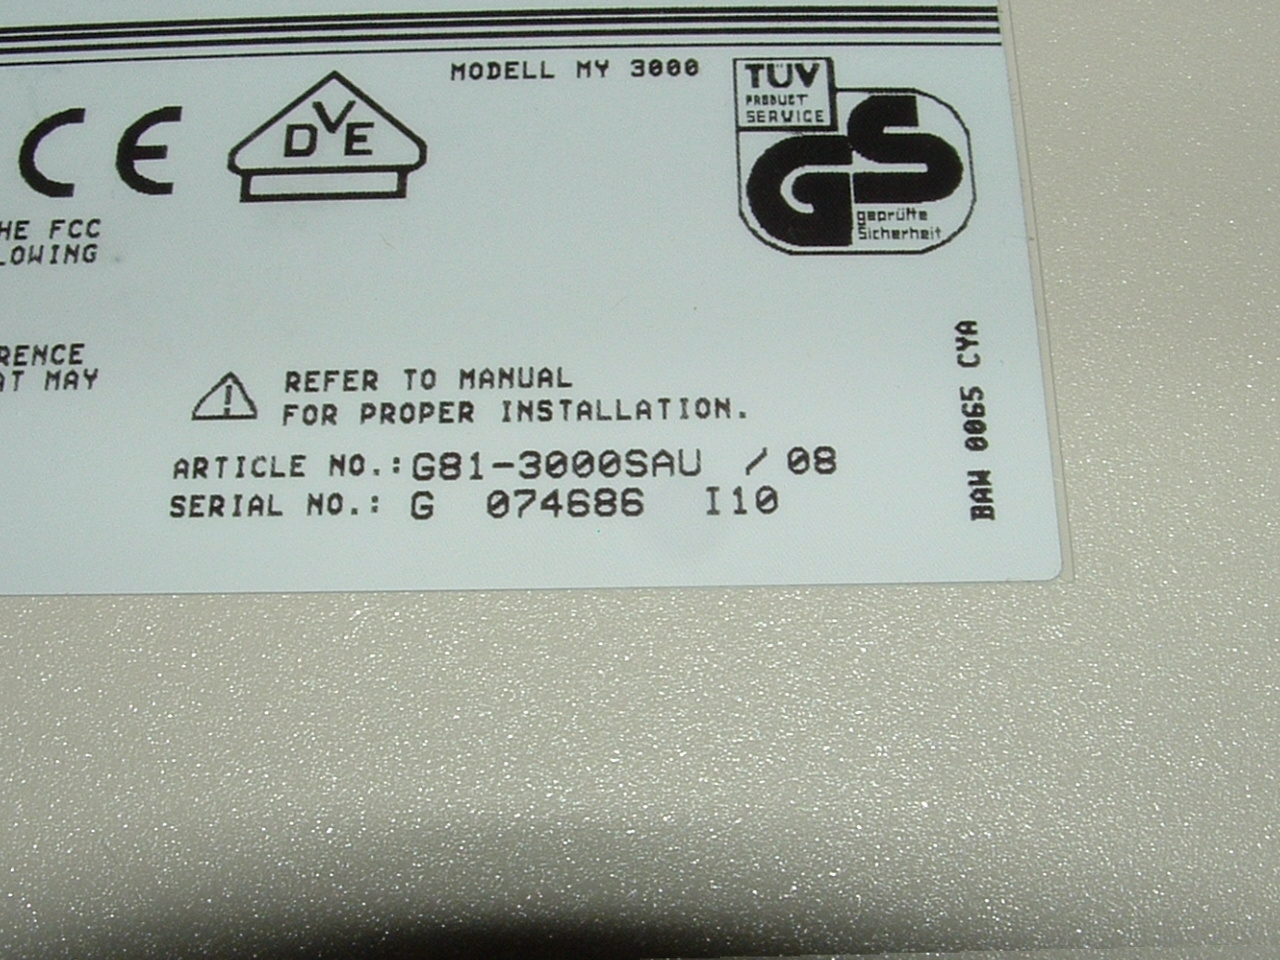 MODELL MY 3000
TÜV
PRODUCT
SERVICE
CE
DVE
GS
geprüfte
Sicherheit
HE FCC
LOWING
RENCE
AT MAY
REFER TO MANUAL
FOR PROPER INSTALLATION.
ARTICLE NO.: G81-3000SAU / 08
SERIAL NO.: G 074686 I10
BAW 0065 CYA